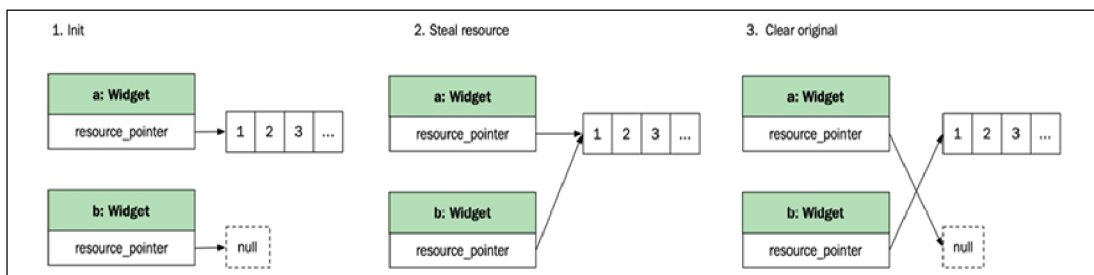 1. Init
a: Widget
resource_pointer
1 2 3 ...
b: Widget
resource_pointer
null
2. Steal resource
a: Widget
resource_pointer
1 2 3 ...
b: Widget
resource_pointer
3. Clear original
a: Widget
resource_pointer
1 2 3 ...
b: Widget
resource_pointer
null